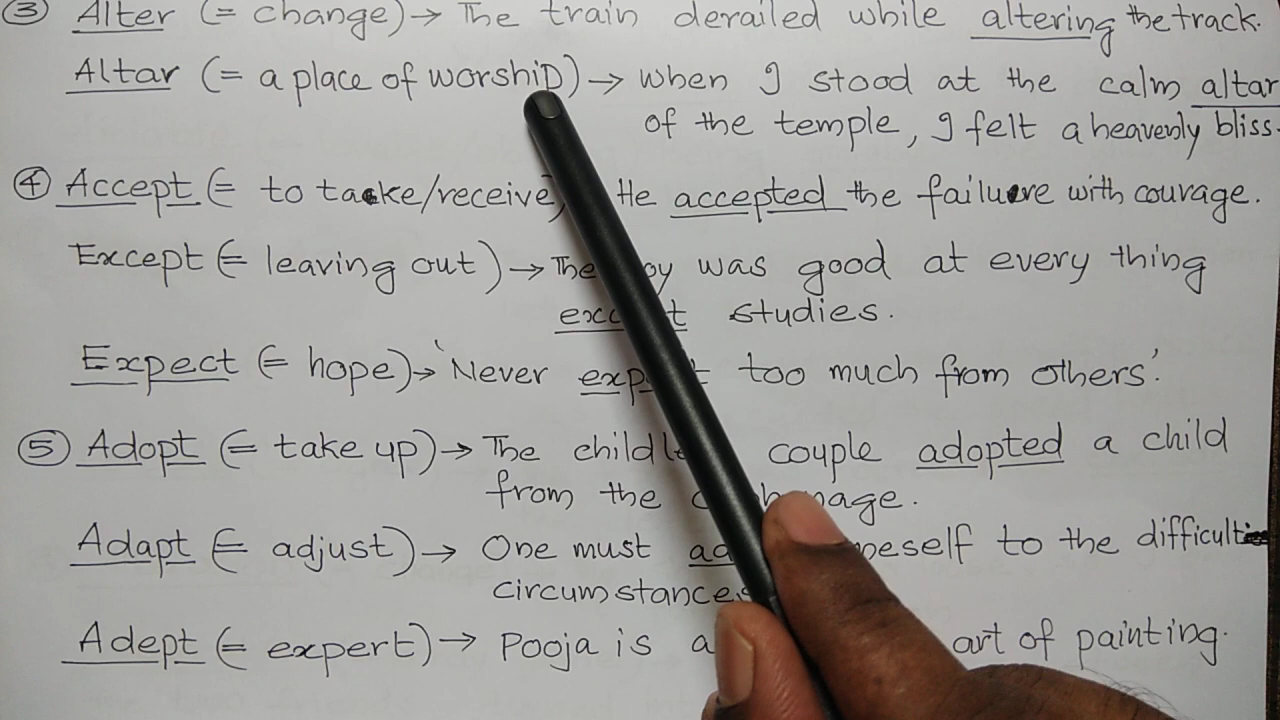 ③ Alter (= change) → The train derailed while altering the track.
Altar (= a place of worship) → when I stood at the calm altar
of the temple, I felt a heavenly bliss.
④ Accept (= to take/receive, He accepted the failure with courage.
Except (= leaving out) → The was good at every thing
studies.
Expect (= hope) → 'Never too much from others'.
⑤ Adopt (= take up) → The couple adopted a child
from the
Adapt (= adjust) → One must to the difficult
circumstances
Adept (= expert) → Pooja is art of painting.